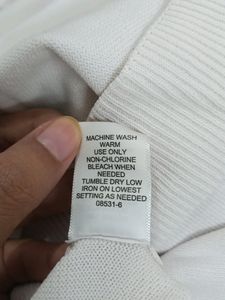 MACHINE WASH
WARM
USE ONLY
NON-CHLORINE
BLEACH WHEN
NEEDED
TUMBLE DRY LOW
IRON ON LOWEST
SETTING AS NEEDED
08531-6